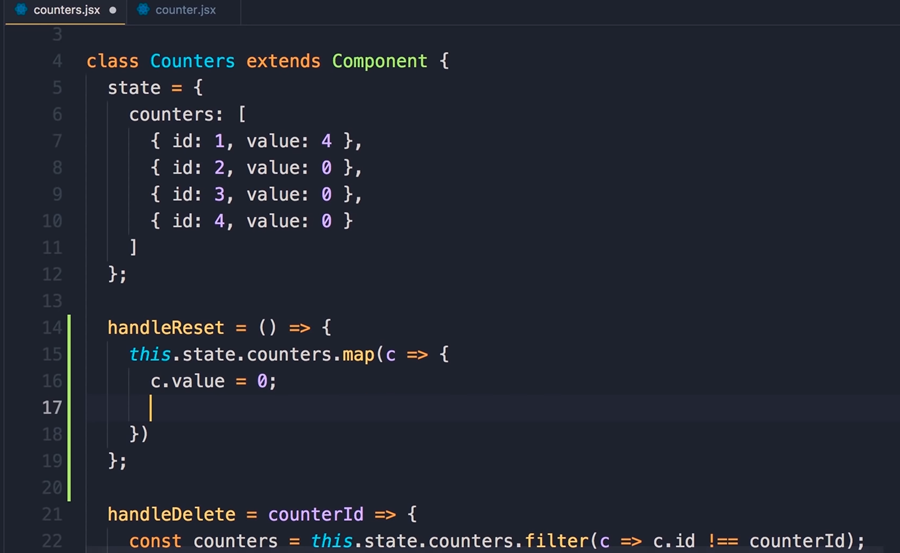 counters.jsx ● counter.jsx
3
4 class Counters extends Component {
5 state = {
6 counters: [
7 { id: 1, value: 4 },
8 { id: 2, value: 0 },
9 { id: 3, value: 0 },
10 { id: 4, value: 0 }
11 ]
12 };
13
14 handleReset = () => {
15 this.state.counters.map(c => {
16 c.value = 0;
17
18 })
19 };
20
21 handleDelete = counterId => {
22 const counters = this.state.counters.filter(c => c.id !== counterId);